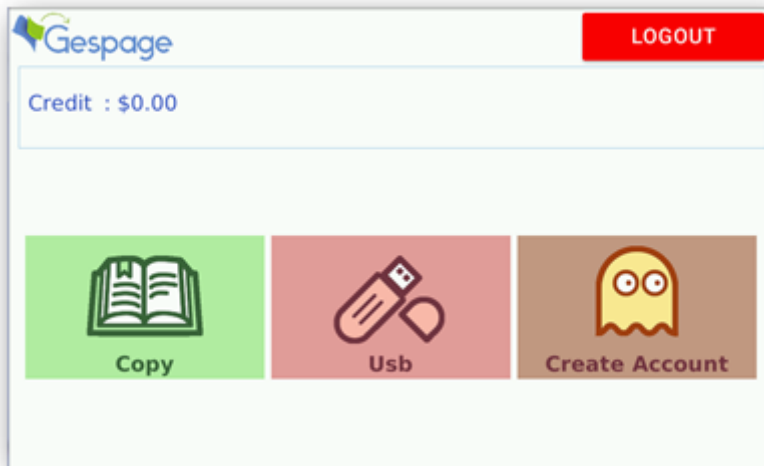 Gespage
LOGOUT
Credit : $0.00
Copy
Usb
Create Account